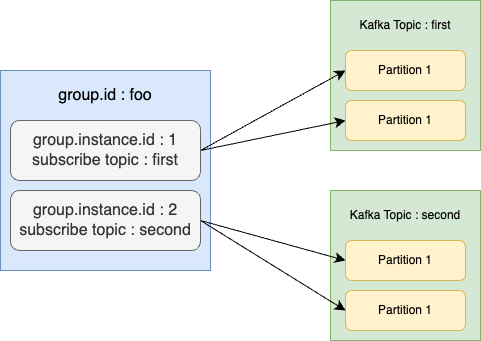 group.id : foo
group.instance.id : 1
subscribe topic : first
group.instance.id : 2
subscribe topic : second
Kafka Topic : first
Partition 1
Partition 1
Kafka Topic : second
Partition 1
Partition 1